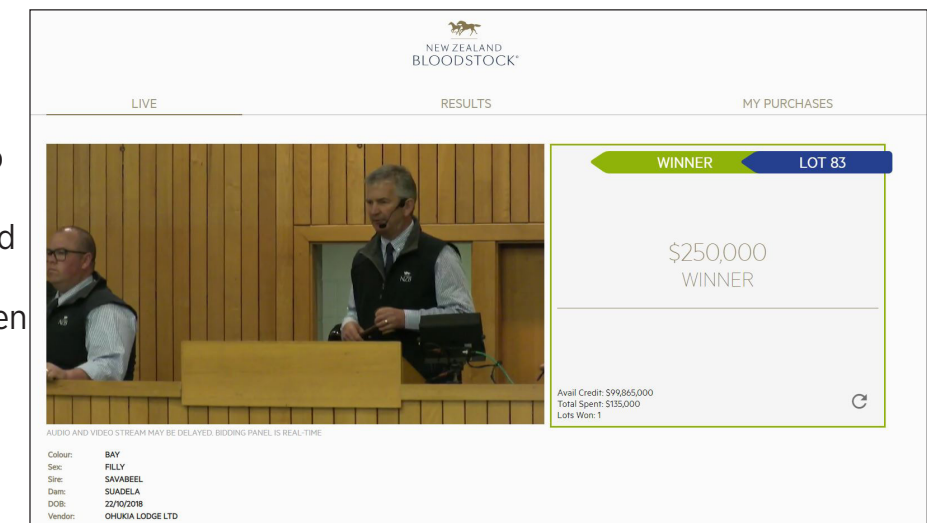 NEW ZEALAND
BLOODSTOCK®
LIVE RESULTS MY PURCHASES
d
en
WINNER LOT 83
$250,000
WINNER
Avail Credit: $99,865,000
Total Spent: $135,000
Lots Won: 1
AUDIO AND VIDEO STREAM MAY BE DELAYED, BIDDING PANEL IS REAL-TIME
Colour: BAY
Sex: FILLY
Sire: SAVABEEL
Dam: SUADELA
DOB: 22/10/2018
Vendor: OHUKIA LODGE LTD